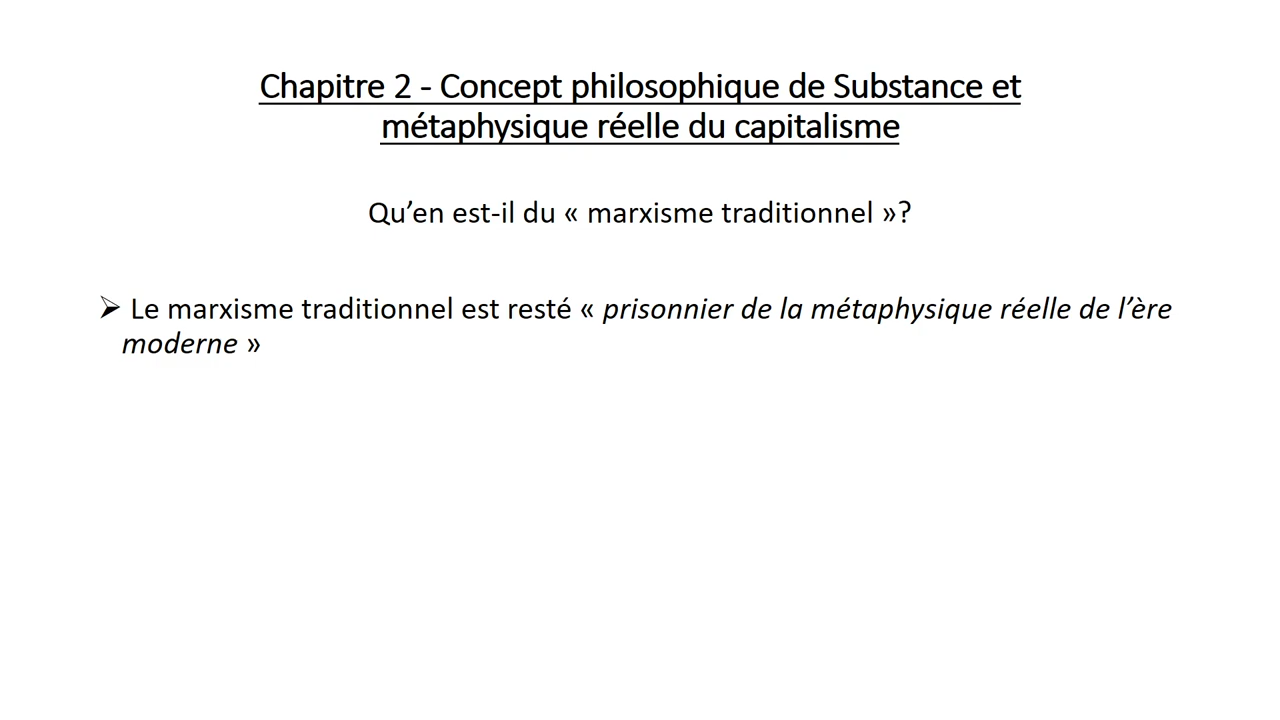 Chapitre 2 - Concept philosophique de Substance et
métaphysique réelle du capitalisme
Qu’en est-il du « marxisme traditionnel »?
➢ Le marxisme traditionnel est resté « prisonnier de la métaphysique réelle de l’ère
moderne »